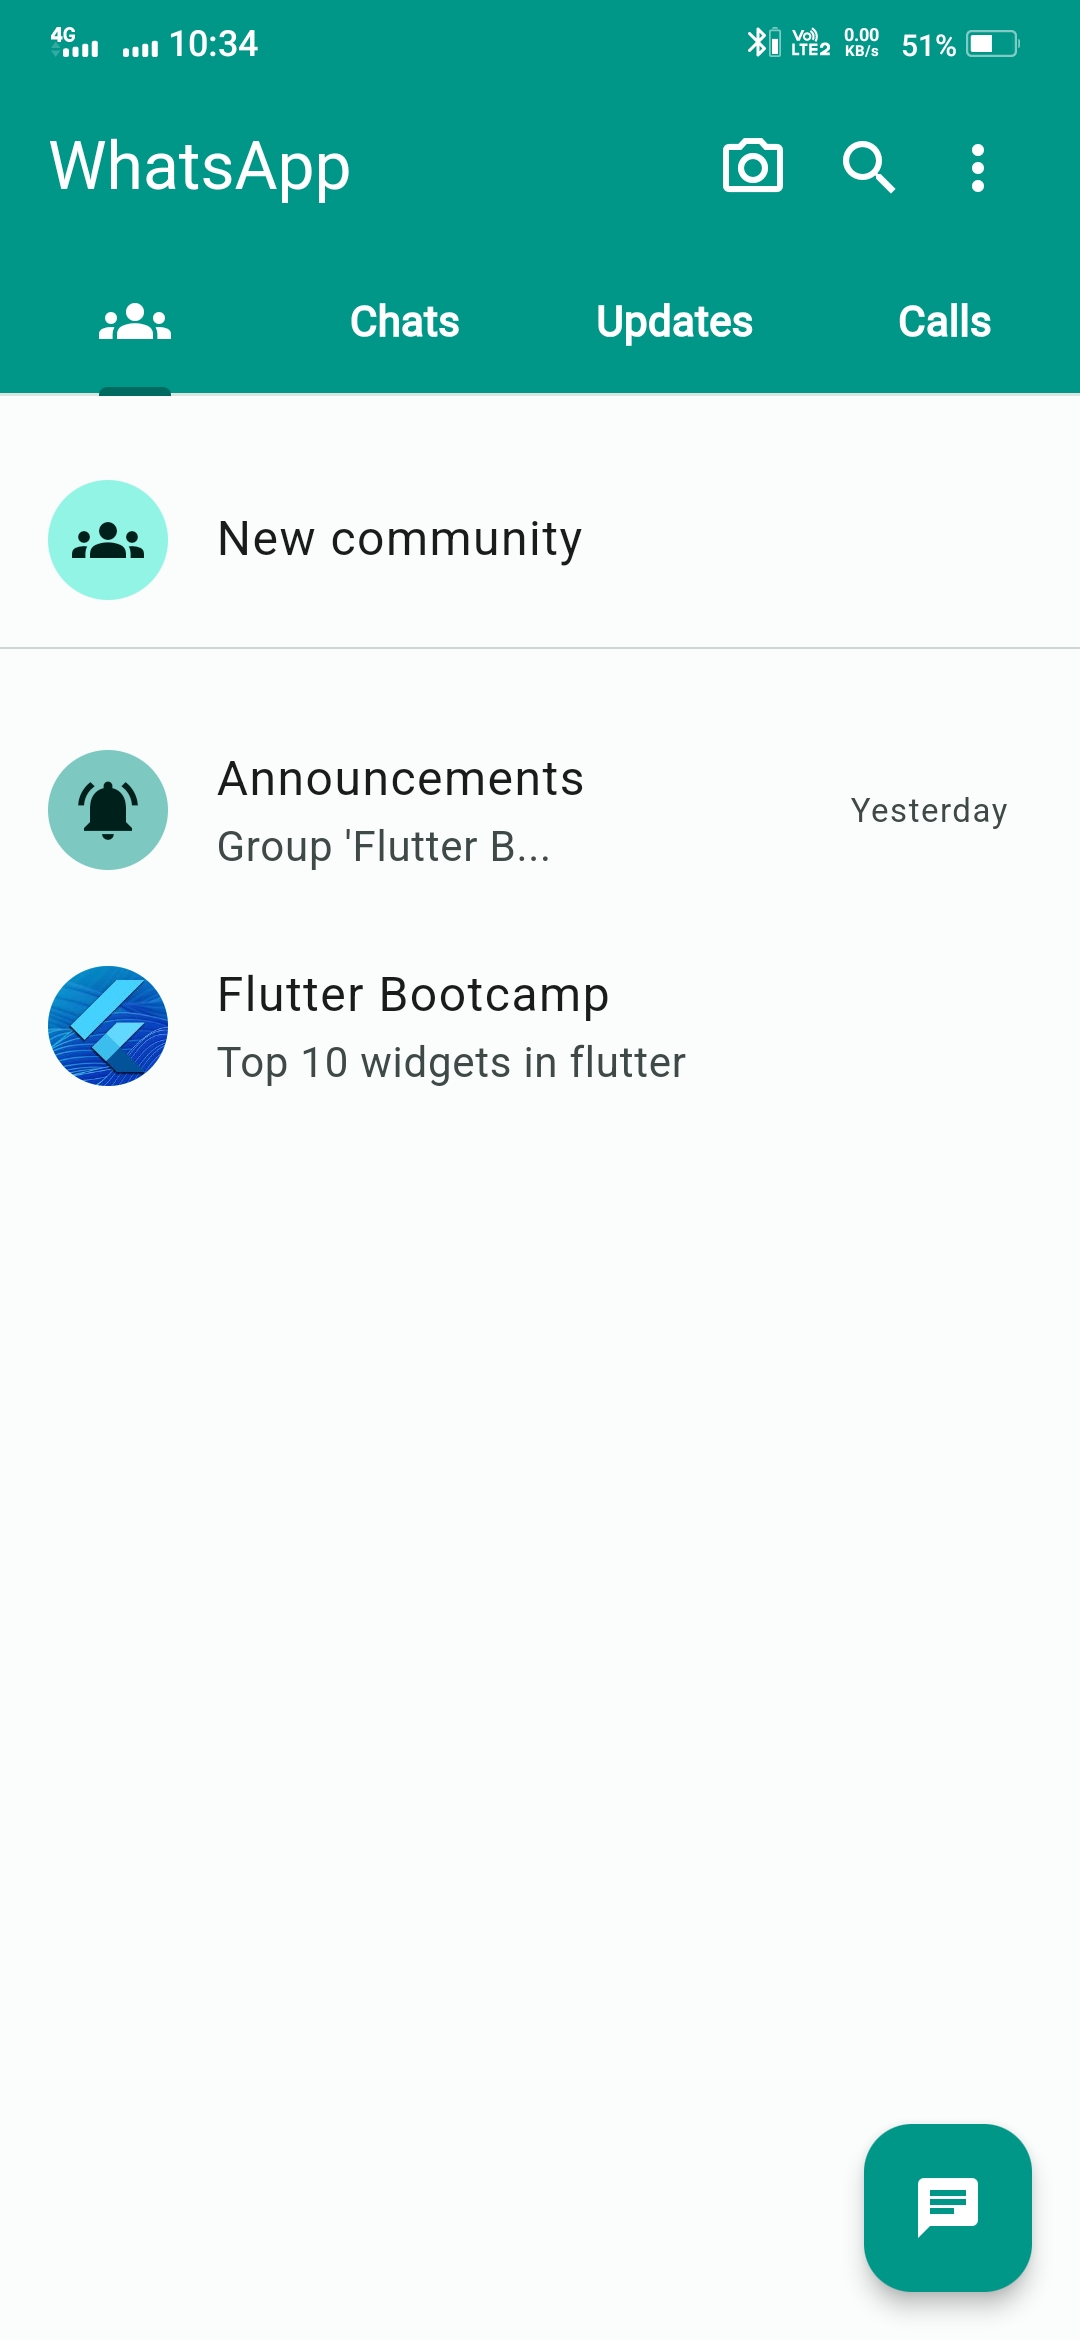 4G 10:34 Vo) LTE2 0.00 KB/s 51%
WhatsApp
Chats Updates Calls
New community
Announcements
Group 'Flutter B...
Yesterday
Flutter Bootcamp
Top 10 widgets in flutter